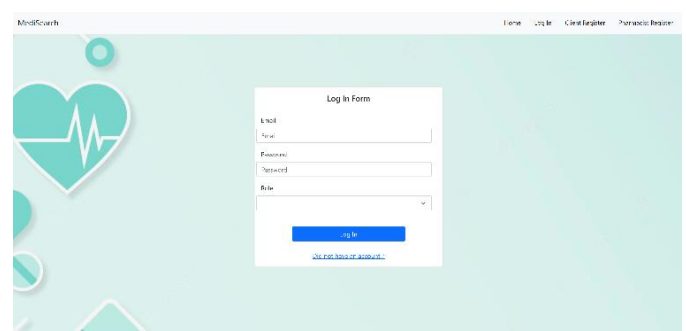 MediSearch
Home Log In Client Register Pharmacist Register
Log In Form
Email
Email
Password
Password
Role
Log In
Did not have an account ?